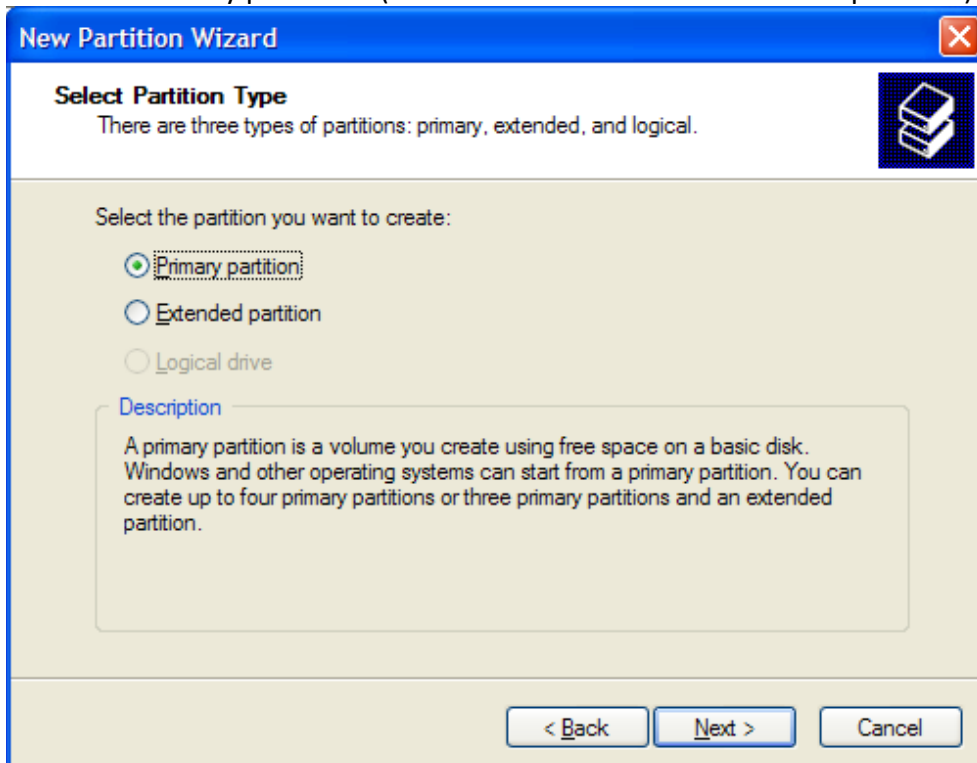 New Partition Wizard
Select Partition Type
There are three types of partitions: primary, extended, and logical.
Select the partition you want to create:
Primary partition
Extended partition
Logical drive
Description
A primary partition is a volume you create using free space on a basic disk.
Windows and other operating systems can start from a primary partition. You can
create up to four primary partitions or three primary partitions and an extended
partition.
< Back
Next >
Cancel